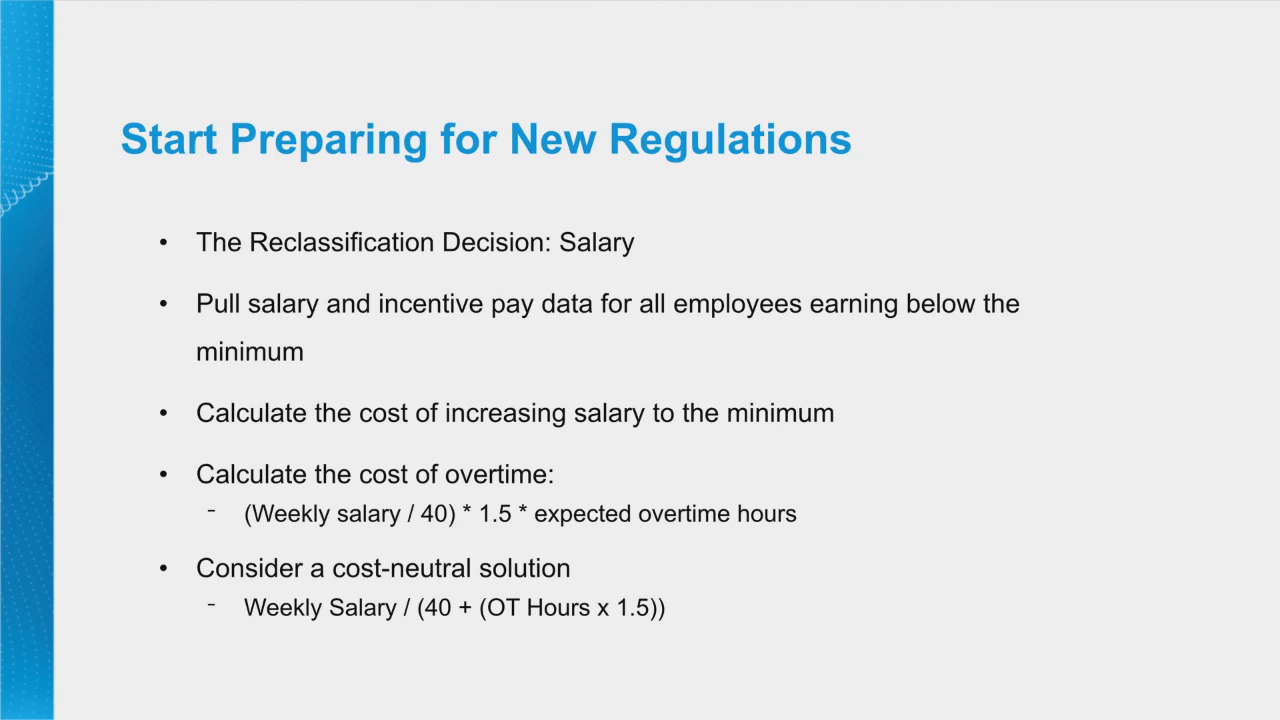 Start Preparing for New Regulations
• The Reclassification Decision: Salary
• Pull salary and incentive pay data for all employees earning below the
minimum
• Calculate the cost of increasing salary to the minimum
• Calculate the cost of overtime:
- (Weekly salary / 40) * 1.5 * expected overtime hours
• Consider a cost-neutral solution
- Weekly Salary / (40 + (OT Hours x 1.5))